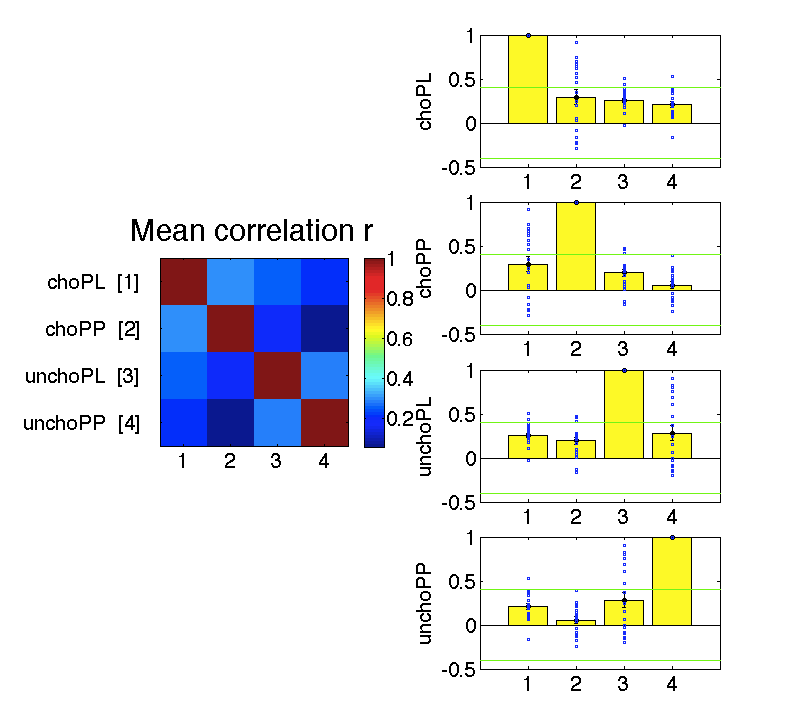 Mean correlation r
choPL [1]
choPP [2]
unchoPL [3]
unchoPP [4]
1 2 3 4
1
0.8
0.6
0.4
0.2
choPL
1
0.5
0
-0.5
1 2 3 4
choPP
1
0.5
0
-0.5
1 2 3 4
unchoPL
1
0.5
0
-0.5
1 2 3 4
unchoPP
1
0.5
0
-0.5
1 2 3 4